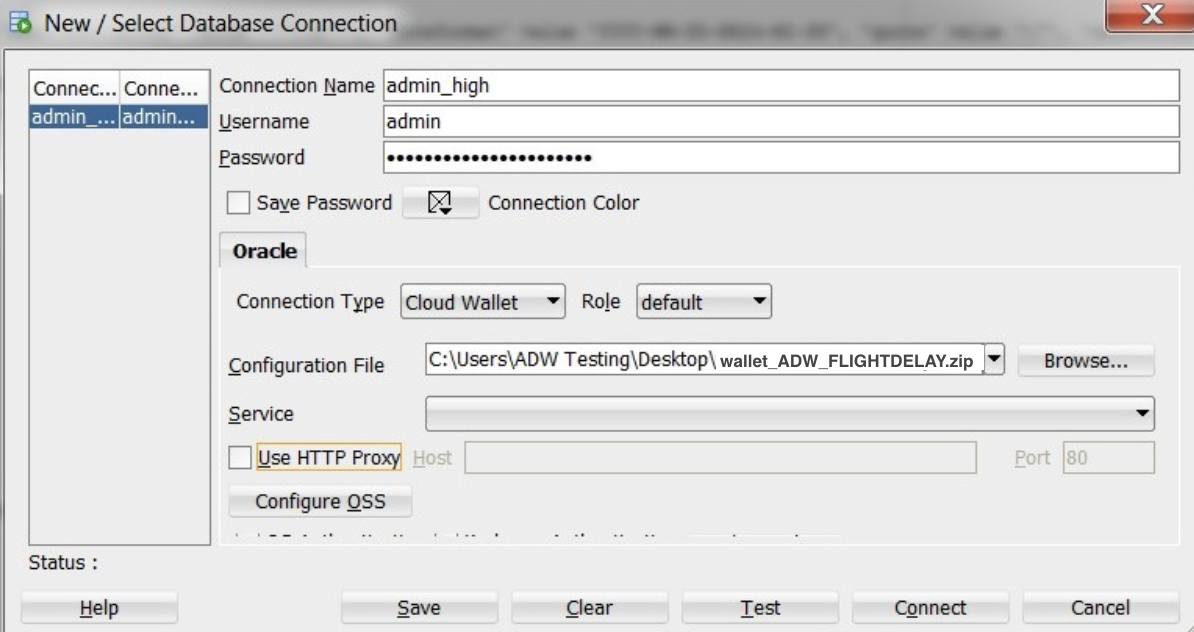 New / Select Database Connection
Connec... Conne...
admin_... admin...
Connection Name admin_high
Username admin
Password ••••••••••••••••••••••
Save Password Connection Color
Oracle
Connection Type Cloud Wallet Role default
Configuration File C:\Users\ADW Testing\Desktop\ wallet_ADW_FLIGHTDELAY.zip Browse...
Service
Use HTTP Proxy Host Port 80
Configure OSS
Status :
Help Save Clear Test Connect Cancel